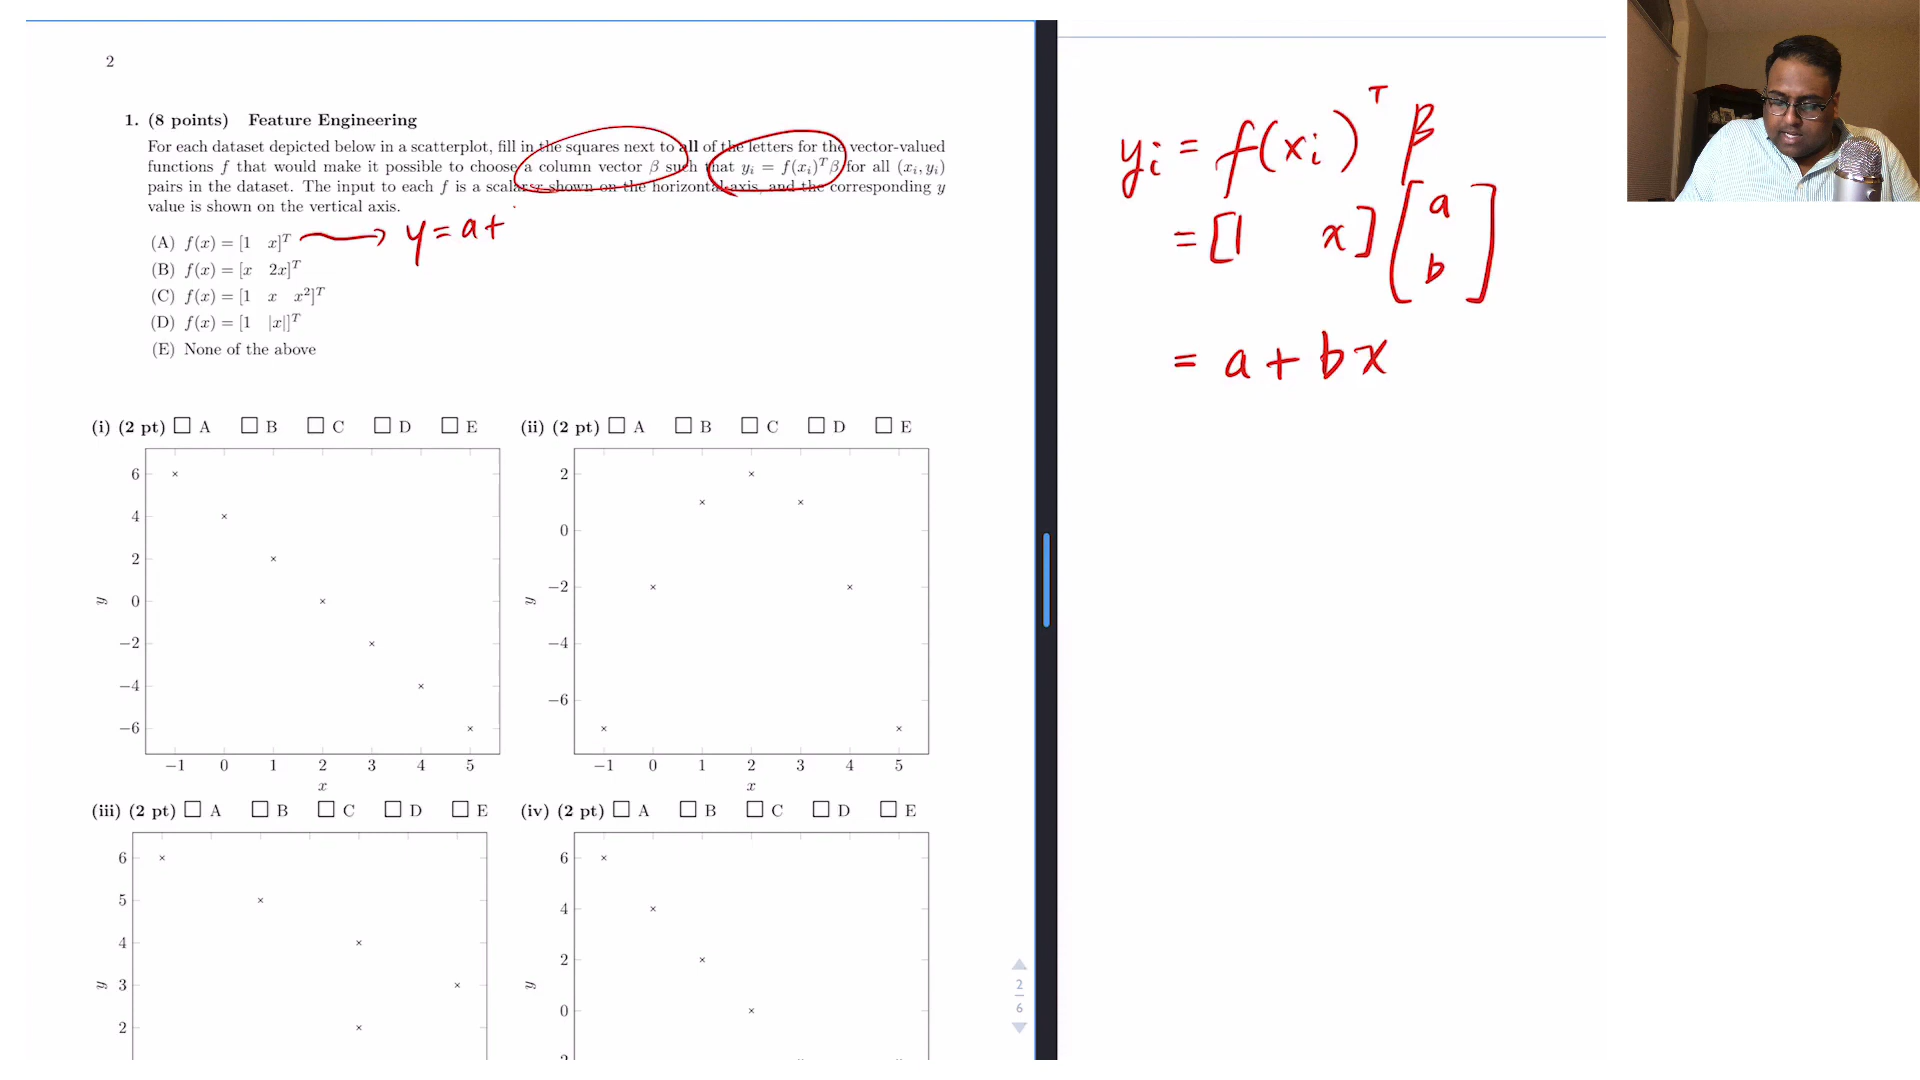 2
1. (8 points) Feature Engineering
For each dataset depicted below in a scatterplot, fill in the squares next to all of the letters for the vector-valued
functions f that would make it possible to choose a column vector β such that yᵢ = f(xᵢ)ᵀβ for all (xᵢ, yᵢ)
pairs in the dataset. The input to each f is a scalar x shown on the horizontal axis, and the corresponding y
value is shown on the vertical axis.
(A) f(x) = [1 x]ᵀ
y = a +
(B) f(x) = [x 2x]ᵀ
(C) f(x) = [1 x x²]ᵀ
(D) f(x) = [1 |x|]ᵀ
(E) None of the above
(i) (2 pt) □ A □ B □ C □ D □ E
6
4
2
0
−2
−4
−6
y
−1 0 1 2 3 4 5
x
(ii) (2 pt) □ A □ B □ C □ D □ E
2
0
−2
−4
−6
y
−1 0 1 2 3 4 5
x
(iii) (2 pt) □ A □ B □ C □ D □ E
6
5
4
3
2
y
(iv) (2 pt) □ A □ B □ C □ D □ E
6
4
2
0
y
2
6
yᵢ = f(xᵢ)ᵀ β
= [1 x] [a
b]
= a + bx